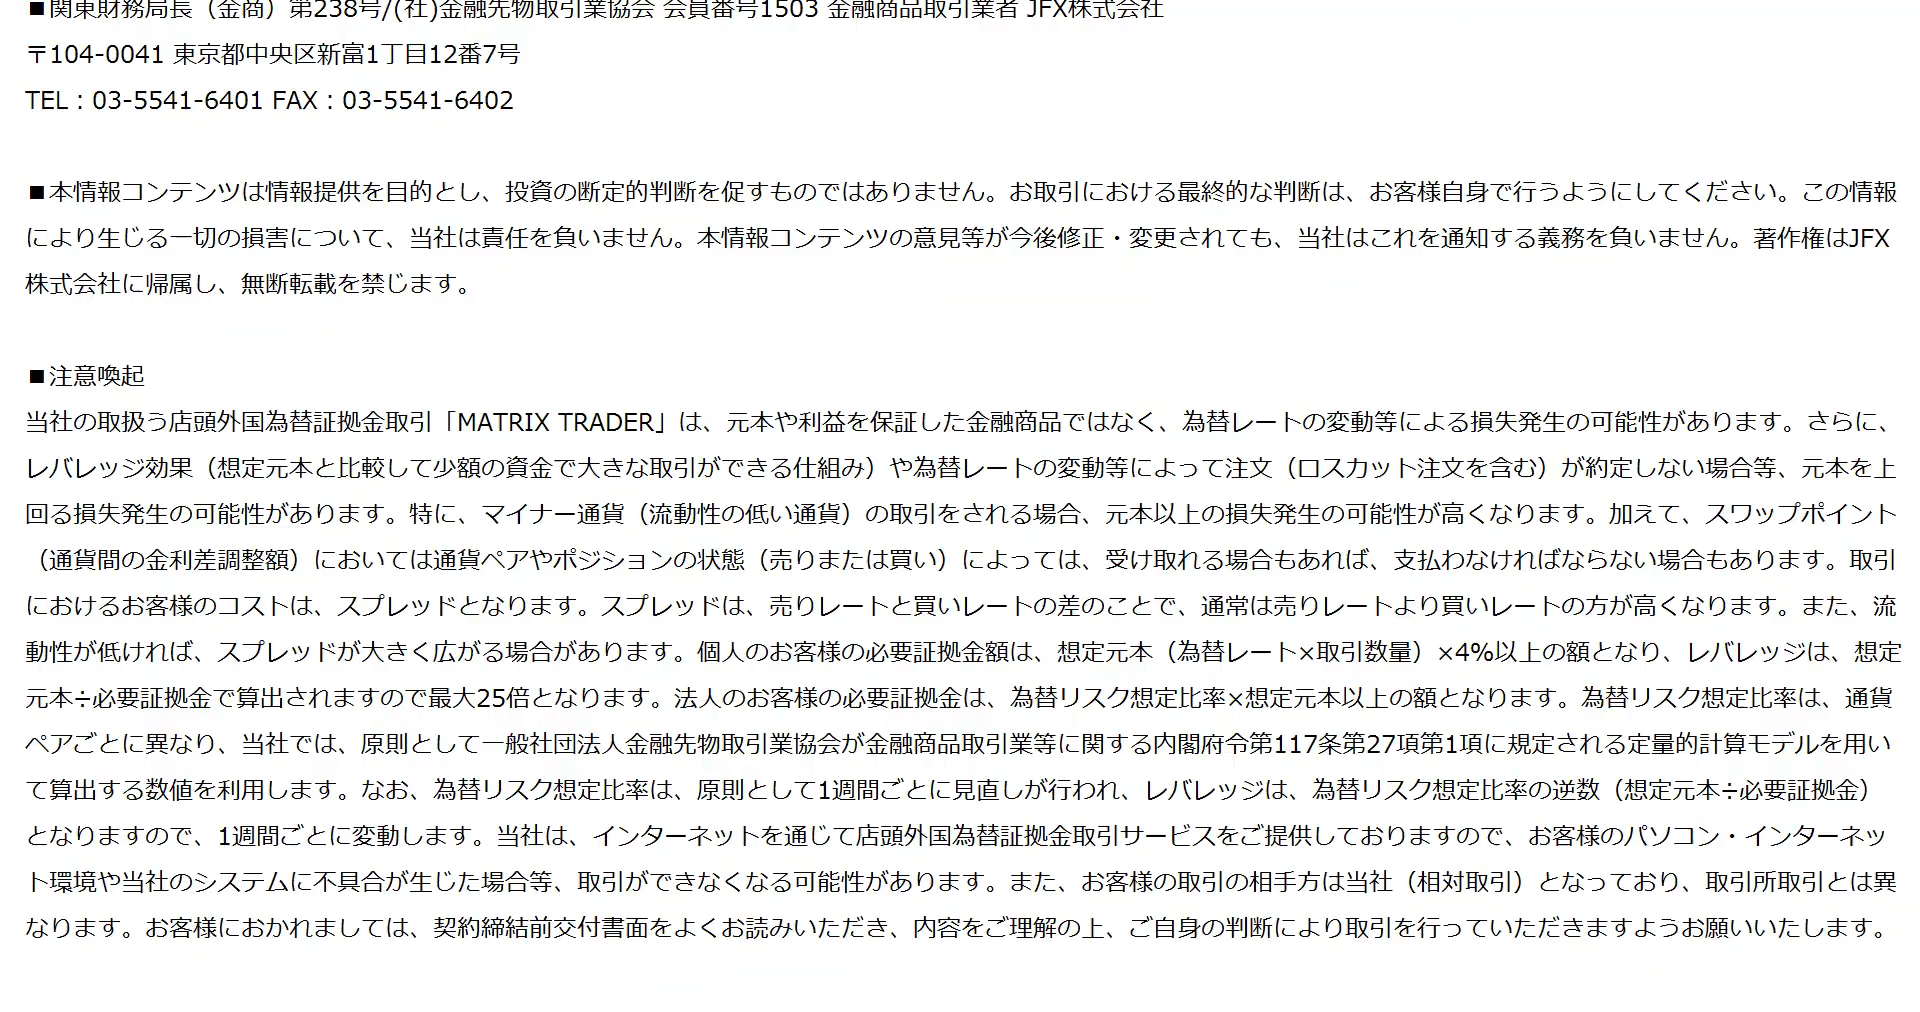 ■関東財務局長（金商）第238号/(社)金融先物取引業協会 会員番号1503 金融商品取引業者 JFX株式会社
〒104-0041 東京都中央区新富1丁目12番7号
TEL：03-5541-6401 FAX：03-5541-6402
■本情報コンテンツは情報提供を目的とし、投資の断定的判断を促すものではありません。お取引における最終的な判断は、お客様自身で行うようにしてください。この情報
により生じる一切の損害について、当社は責任を負いません。本情報コンテンツの意見等が今後修正・変更されても、当社はこれを通知する義務を負いません。著作権はJFX
株式会社に帰属し、無断転載を禁じます。
■注意喚起
当社の取扱う店頭外国為替証拠金取引「MATRIX TRADER」は、元本や利益を保証した金融商品ではなく、為替レートの変動等による損失発生の可能性があります。さらに、
レバレッジ効果（想定元本と比較して少額の資金で大きな取引ができる仕組み）や為替レートの変動等によって注文（ロスカット注文を含む）が約定しない場合等、元本を上
回る損失発生の可能性があります。特に、マイナー通貨（流動性の低い通貨）の取引をされる場合、元本以上の損失発生の可能性が高くなります。加えて、スワップポイント
（通貨間の金利差調整額）においては通貨ペアやポジションの状態（売りまたは買い）によっては、受け取れる場合もあれば、支払わなければならない場合もあります。取引
におけるお客様のコストは、スプレッドとなります。スプレッドは、売りレートと買いレートの差のことで、通常は売りレートより買いレートの方が高くなります。また、流
動性が低ければ、スプレッドが大きく広がる場合があります。個人のお客様の必要証拠金額は、想定元本（為替レート×取引数量）×4%以上の額となり、レバレッジは、想定
元本÷必要証拠金で算出されますので最大25倍となります。法人のお客様の必要証拠金は、為替リスク想定比率×想定元本以上の額となります。為替リスク想定比率は、通貨
ペアごとに異なり、当社では、原則として一般社団法人金融先物取引業協会が金融商品取引業等に関する内閣府令第117条第27項第1項に規定される定量的計算モデルを用い
て算出する数値を利用します。なお、為替リスク想定比率は、原則として1週間ごとに見直しが行われ、レバレッジは、為替リスク想定比率の逆数（想定元本÷必要証拠金）
となりますので、1週間ごとに変動します。当社は、インターネットを通じて店頭外国為替証拠金取引サービスをご提供しておりますので、お客様のパソコン・インターネッ
ト環境や当社のシステムに不具合が生じた場合等、取引ができなくなる可能性があります。また、お客様の取引の相手方は当社（相対取引）となっており、取引所取引とは異
なります。お客様におかれましては、契約締結前交付書面をよくお読みいただき、内容をご理解の上、ご自身の判断により取引を行っていただきますようお願いいたします。